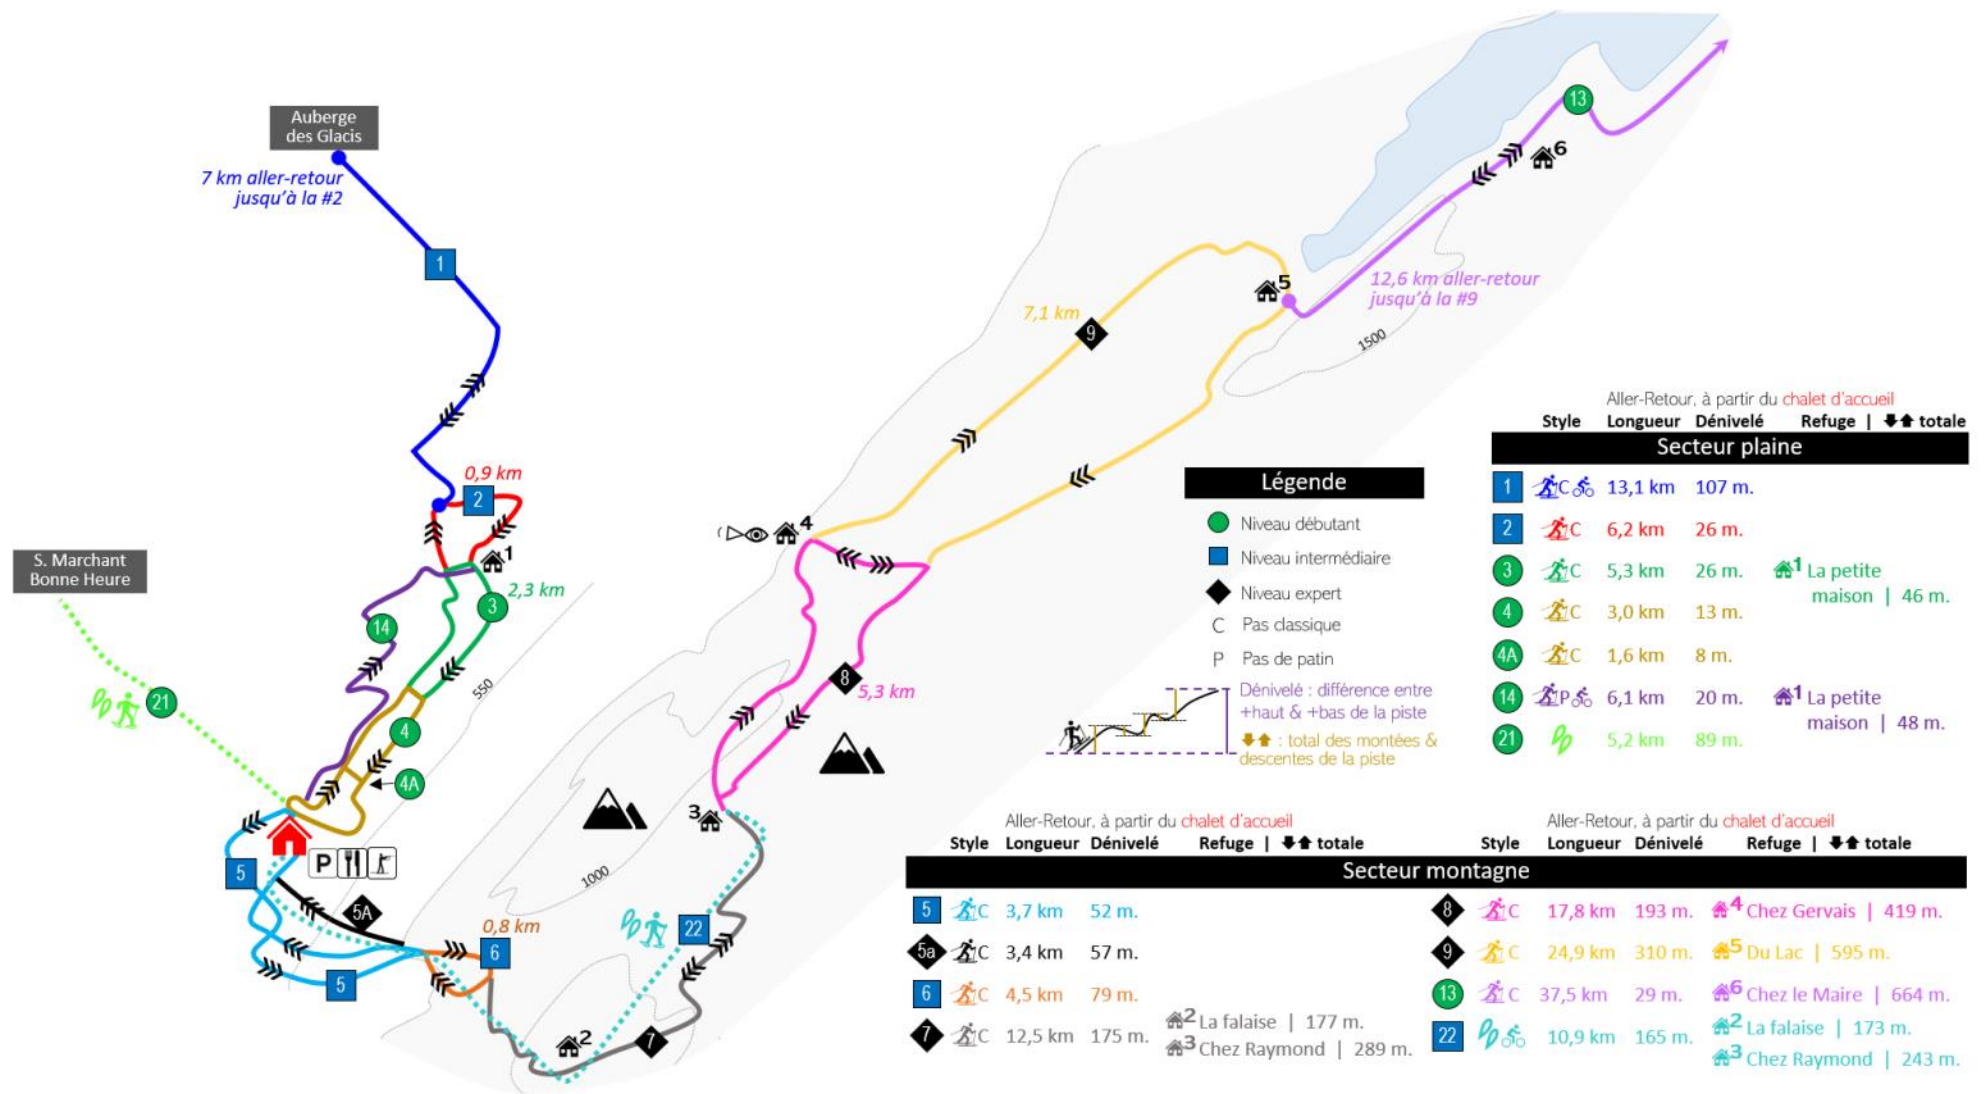 Auberge
des Glacis
7 km aller-retour
jusqu'à la #2
1
0,9 km
2
1
S. Marchant
Bonne Heure
2,3 km
3
14
21
550
4
4A
P
5
5A
0,8 km
6
5
1000
22
2
7
3
8
5,3 km
4
7,1 km
9
5
12,6 km aller-retour
jusqu'à la #9
1500
13
6
Légende
Niveau débutant
Niveau intermédiaire
Niveau expert
C Pas classique
P Pas de patin
Dénivelé : différence entre
+haut & +bas de la piste
: total des montées &
descentes de la piste
Aller-Retour, à partir du chalet d'accueil
Style Longueur Dénivelé Refuge | totale
Secteur plaine
1 C 13,1 km 107 m.
2 C 6,2 km 26 m.
3 C 5,3 km 26 m. 1 La petite
maison | 46 m.
4 C 3,0 km 13 m.
4A C 1,6 km 8 m.
14 P 6,1 km 20 m. 1 La petite
maison | 48 m.
21 5,2 km 89 m.
Aller-Retour, à partir du chalet d'accueil
Style Longueur Dénivelé Refuge | totale
Aller-Retour, à partir du chalet d'accueil
Style Longueur Dénivelé Refuge | totale
Secteur montagne
5 C 3,7 km 52 m.
5a C 3,4 km 57 m.
6 C 4,5 km 79 m.
7 C 12,5 km 175 m. 2 La falaise | 177 m.
3 Chez Raymond | 289 m.
8 C 17,8 km 193 m. 4 Chez Gervais | 419 m.
9 C 24,9 km 310 m. 5 Du Lac | 595 m.
13 C 37,5 km 29 m. 6 Chez le Maire | 664 m.
22 10,9 km 165 m. 2 La falaise | 173 m.
3 Chez Raymond | 243 m.